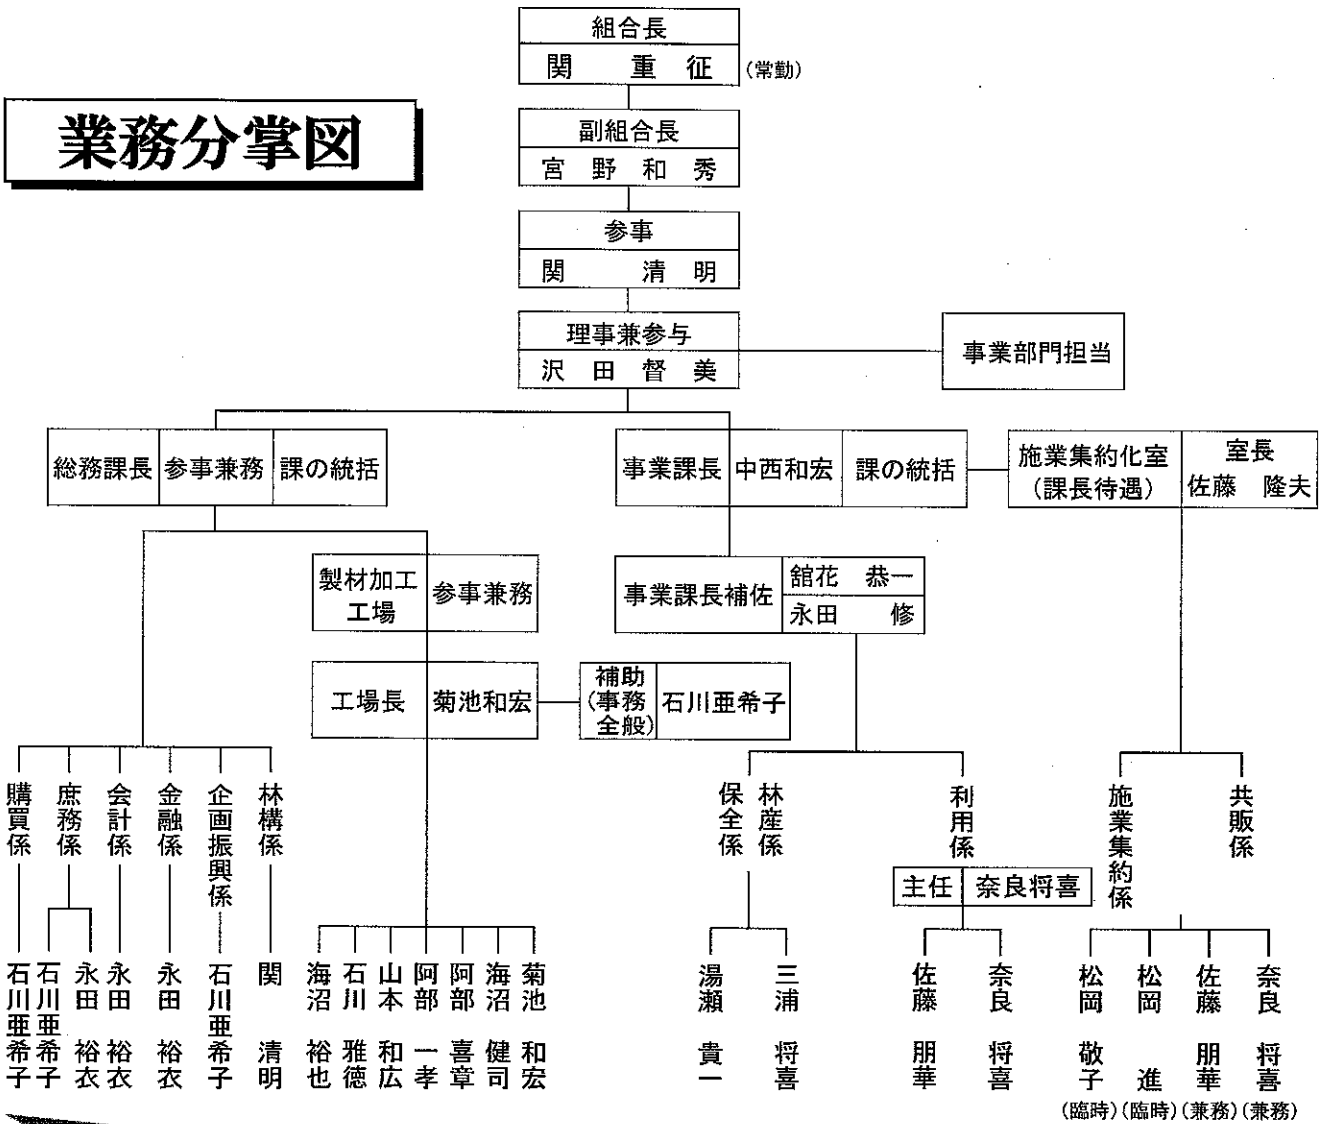 業務分掌図
組合長
関 重 征 (常勤)
副組合長
宮 野 和 秀
参事
関 清 明
理事兼参与
沢 田 督 美
事業部門担当
総務課長 参事兼務 課の統括
事業課長 中西和宏 課の統括
施業集約化室
(課長待遇)
室長
佐藤 隆夫
製材加工
工場
参事兼務
事業課長補佐
舘花 恭一
永田 修
工場長 菊池和宏
補助
(事務
全般)
石川亜希子
購買係
庶務係
会計係
金融係
企画振興係
林構係
保全係
林産係
利用係
施業集約係
共販係
主任 奈良将喜
石川亜希子
石川亜希子
永田 裕衣
永田 裕衣
永田 裕衣
石川亜希子
関 清明
海沼 裕也
石川 雅徳
山本 和広
阿部 一孝
阿部 喜章
海沼 健司
菊池 和宏
湯瀬 貴一
三浦 将喜
佐藤 朋華
奈良 将喜
松岡 敬子 (臨時)
松岡 進 (臨時)
佐藤 朋華 (兼務)
奈良 将喜 (兼務)